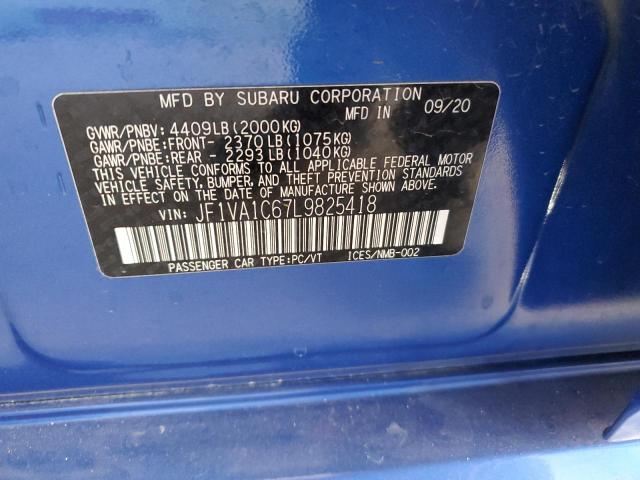 MFD BY SUBARU CORPORATION
MFD IN 09/20
GVWR/PNBV: 4409LB(2000KG)
GAWR/PNBE:FRONT- 2370LB(1075KG)
GAWR/PNBE:REAR - 2293LB(1040KG)
THIS VEHICLE CONFORMS TO ALL APPLICABLE FEDERAL MOTOR
VEHICLE SAFETY, BUMPER, AND THEFT PREVENTION STANDARDS
IN EFFECT ON THE DATE OF MANUFACTURE SHOWN ABOVE.
VIN: JF1VA1C67L9825418
PASSENGER CAR TYPE:PC/VT ICES/NMB-002